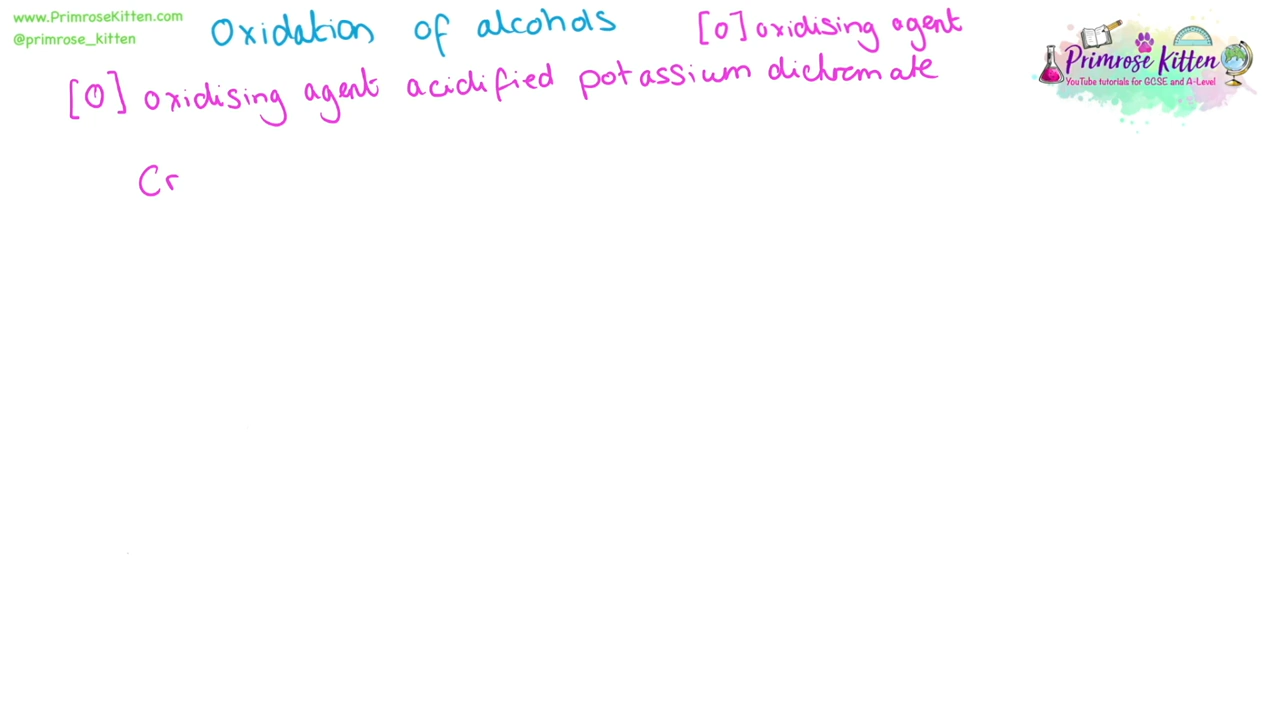 www.PrimroseKitten.com
@primrose_kitten
Oxidation of alcohols [O] oxidising agent
[O] oxidising agent acidified potassium dichromate
Primrose Kitten
YouTube tutorials for GCSE and A-Level
Cr